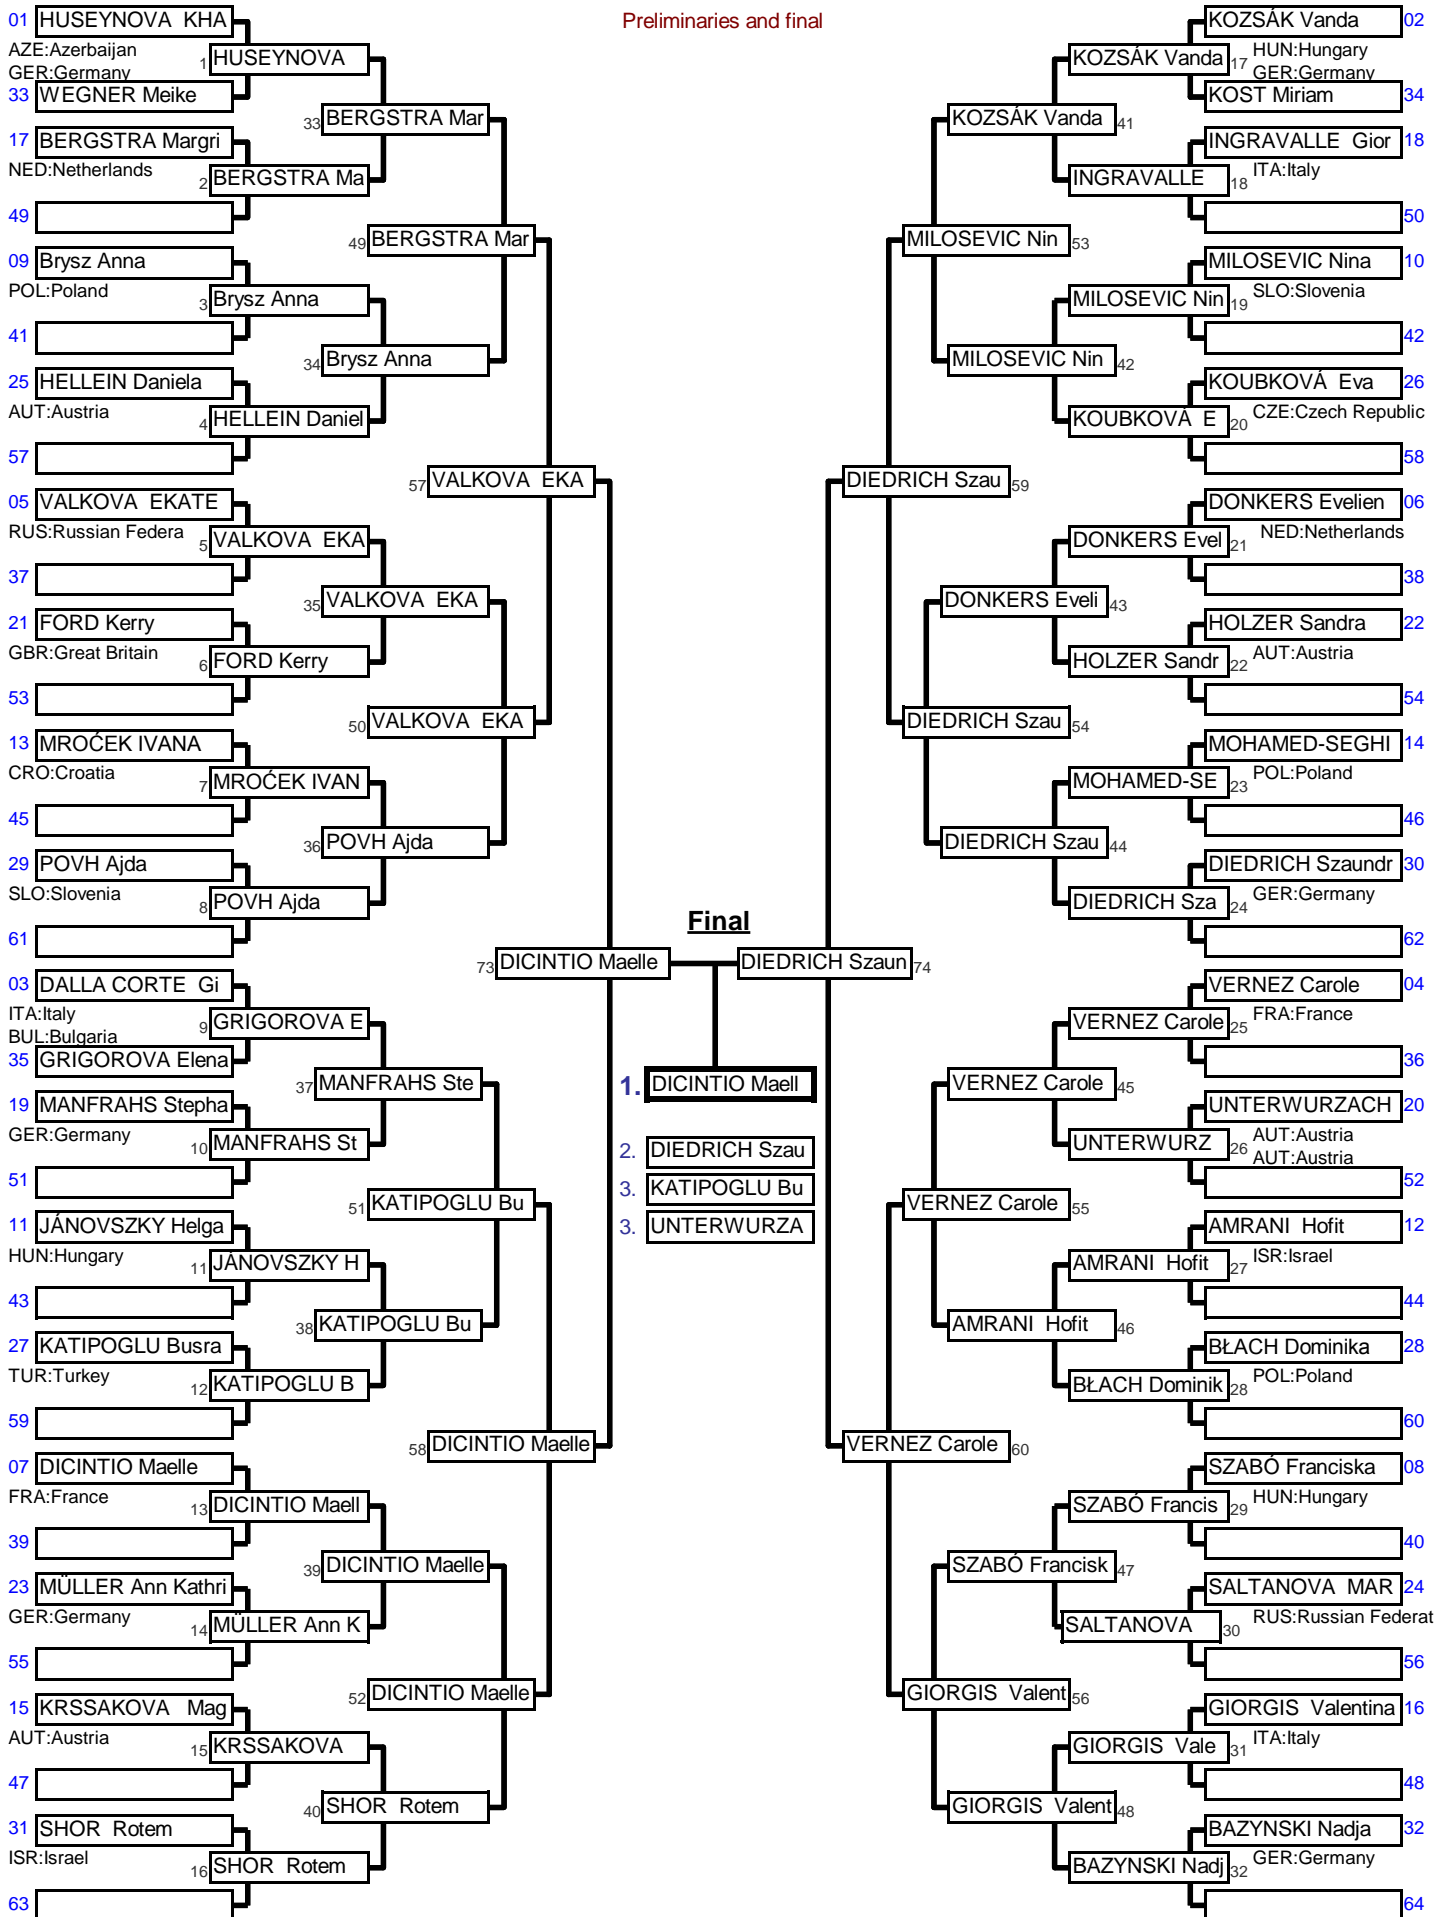 Preliminaries and final
01 HUSEYNOVA KHA
AZE:Azerbaijan
1 HUSEYNOVA
GER:Germany
33 WEGNER Meike
33 BERGSTRA Mar
17 BERGSTRA Margri
NED:Netherlands
2 BERGSTRA Ma
49
49 BERGSTRA Mar
09 Brysz Anna
POL:Poland
3 Brysz Anna
41
34 Brysz Anna
25 HELLEIN Daniela
AUT:Austria
4 HELLEIN Daniel
57
57 VALKOVA EKA
05 VALKOVA EKATE
RUS:Russian Federa
5 VALKOVA EKA
37
35 VALKOVA EKA
21 FORD Kerry
GBR:Great Britain
6 FORD Kerry
53
50 VALKOVA EKA
13 MROĆEK IVANA
CRO:Croatia
7 MROĆEK IVAN
45
36 POVH Ajda
29 POVH Ajda
SLO:Slovenia
8 POVH Ajda
61
Final
73 DICINTIO Maelle
DIEDRICH Szaun 74
03 DALLA CORTE Gi
ITA:Italy
9 GRIGOROVA E
BUL:Bulgaria
35 GRIGOROVA Elena
37 MANFRAHS Ste
19 MANFRAHS Stepha
GER:Germany
10 MANFRAHS St
51
51 KATIPOGLU Bu
11 JÁNOVSZKY Helga
HUN:Hungary
11 JÁNOVSZKY H
43
38 KATIPOGLU Bu
27 KATIPOGLU Busra
TUR:Turkey
12 KATIPOGLU B
59
58 DICINTIO Maelle
07 DICINTIO Maelle
FRA:France
13 DICINTIO Maell
39
39 DICINTIO Maelle
23 MÜLLER Ann Kathri
GER:Germany
14 MÜLLER Ann K
55
52 DICINTIO Maelle
15 KRSSAKOVA Mag
AUT:Austria
15 KRSSAKOVA
47
40 SHOR Rotem
31 SHOR Rotem
ISR:Israel
16 SHOR Rotem
63
1. DICINTIO Maell
2. DIEDRICH Szau
3. KATIPOGLU Bu
3. UNTERWURZA
KOZSÁK Vanda 02
HUN:Hungary
KOZSÁK Vanda 17
GER:Germany
KOST Miriam 34
KOZSÁK Vanda 41
INGRAVALLE Gior 18
ITA:Italy
INGRAVALLE 18
50
MILOSEVIC Nin 53
MILOSEVIC Nina 10
SLO:Slovenia
MILOSEVIC Nin 19
42
MILOSEVIC Nin 42
KOUBKOVÁ Eva 26
CZE:Czech Republic
KOUBKOVÁ E 20
58
DIEDRICH Szau 59
DONKERS Evelien 06
NED:Netherlands
DONKERS Evel 21
38
DONKERS Eveli 43
HOLZER Sandra 22
AUT:Austria
HOLZER Sandr 22
54
DIEDRICH Szau 54
MOHAMED-SEGHI 14
POL:Poland
MOHAMED-SE 23
46
DIEDRICH Szau 44
DIEDRICH Szaundr 30
GER:Germany
DIEDRICH Sza 24
62
VERNEZ Carole 04
FRA:France
VERNEZ Carole 25
36
VERNEZ Carole 45
UNTERWURZACH 20
AUT:Austria
UNTERWURZ 26
AUT:Austria
52
VERNEZ Carole 55
AMRANI Hofit 12
ISR:Israel
AMRANI Hofit 27
44
AMRANI Hofit 46
BŁACH Dominika 28
POL:Poland
BŁACH Dominik 28
60
VERNEZ Carole 60
SZABÓ Franciska 08
HUN:Hungary
SZABÓ Francis 29
40
SZABÓ Francisk 47
SALTANOVA MAR 24
RUS:Russian Federat
SALTANOVA 30
56
GIORGIS Valent 56
GIORGIS Valentina 16
ITA:Italy
GIORGIS Vale 31
48
GIORGIS Valent 48
BAZYNSKI Nadja 32
GER:Germany
BAZYNSKI Nadj 32
64